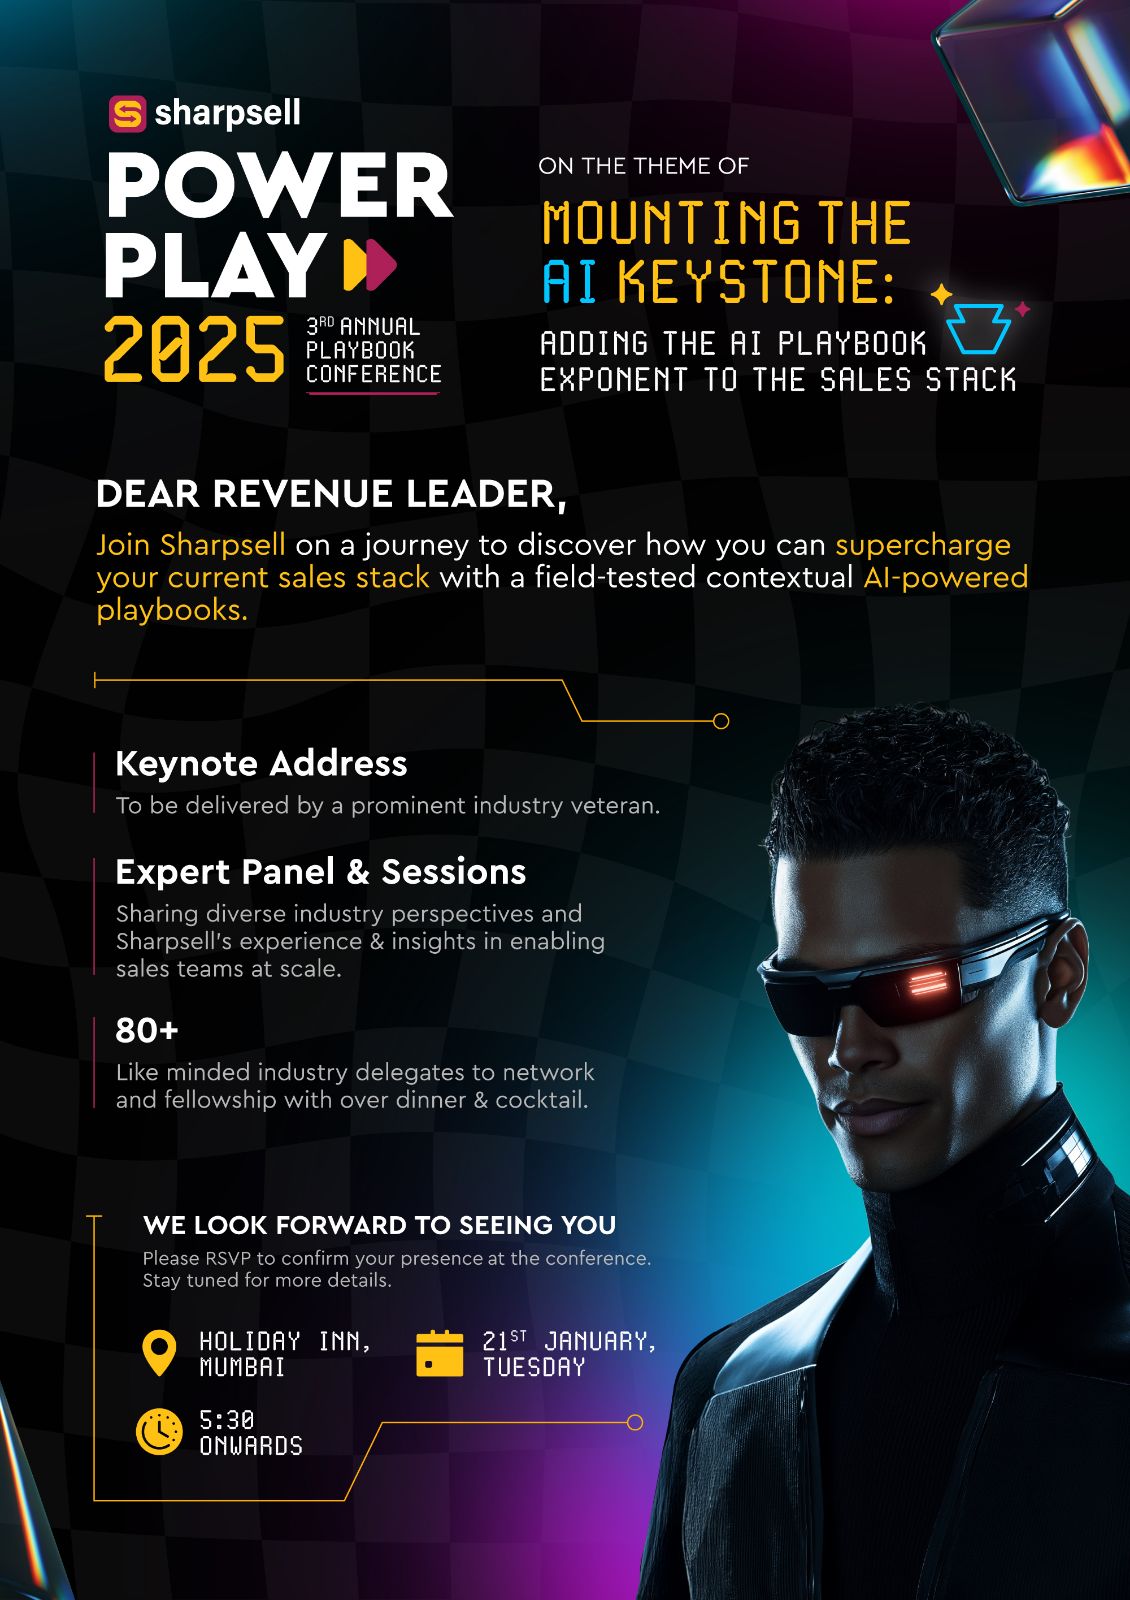 sharpsell
POWER
PLAY
2025
3RD ANNUAL
PLAYBOOK
CONFERENCE
ON THE THEME OF
MOUNTING THE
AI KEYSTONE:
ADDING THE AI PLAYBOOK
EXPONENT TO THE SALES STACK
DEAR REVENUE LEADER,
Join Sharpsell on a journey to discover how you can supercharge
your current sales stack with a field-tested contextual AI-powered
playbooks.
Keynote Address
To be delivered by a prominent industry veteran.
Expert Panel & Sessions
Sharing diverse industry perspectives and
Sharpsell's experience & insights in enabling
sales teams at scale.
80+
Like minded industry delegates to network
and fellowship with over dinner & cocktail.
WE LOOK FORWARD TO SEEING YOU
Please RSVP to confirm your presence at the conference.
Stay tuned for more details.
HOLIDAY INN,
MUMBAI
21ST JANUARY,
TUESDAY
5:30
ONWARDS